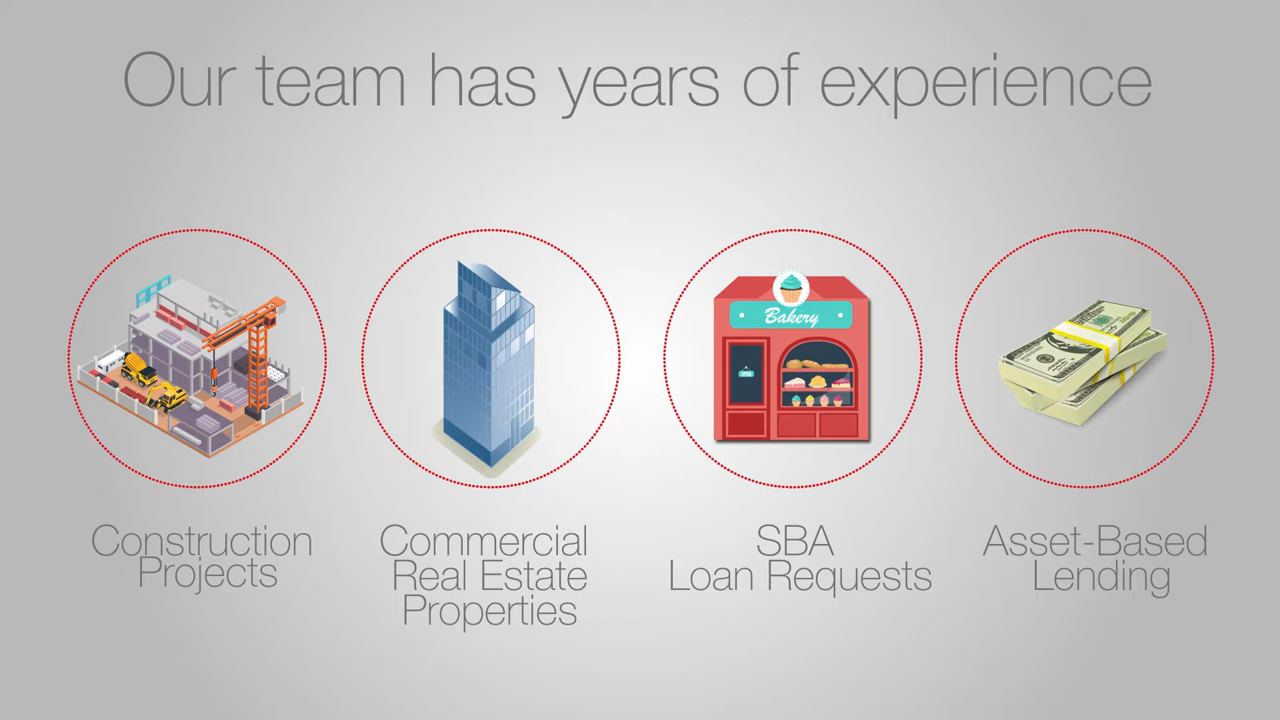 Our team has years of experience
Bakery
OPEN
Construction
Projects
Commercial
Real Estate
Properties
SBA
Loan Requests
Asset-Based
Lending